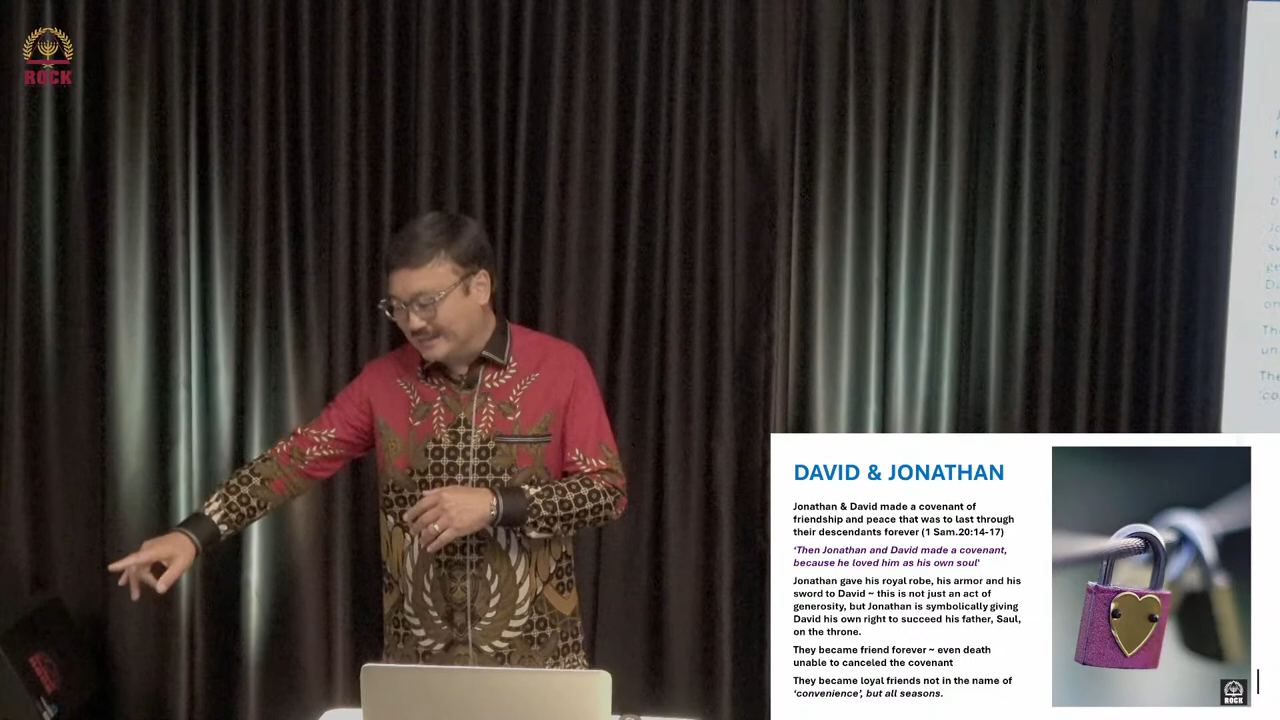 ROCK
DAVID & JONATHAN
Jonathan & David made a covenant of
friendship and peace that was to last through
their descendants forever (1 Sam.20:14-17)
‘Then Jonathan and David made a covenant,
because he loved him as his own soul‘
Jonathan gave his royal robe, his armor and his
sword to David ~ this is not just an act of
generosity, but Jonathan is symbolically giving
David his own right to succeed his father, Saul,
on the throne.
They became friend forever ~ even death
unable to canceled the covenant
They became loyal friends not in the name of
‘convenience’, but all seasons.
ROCK